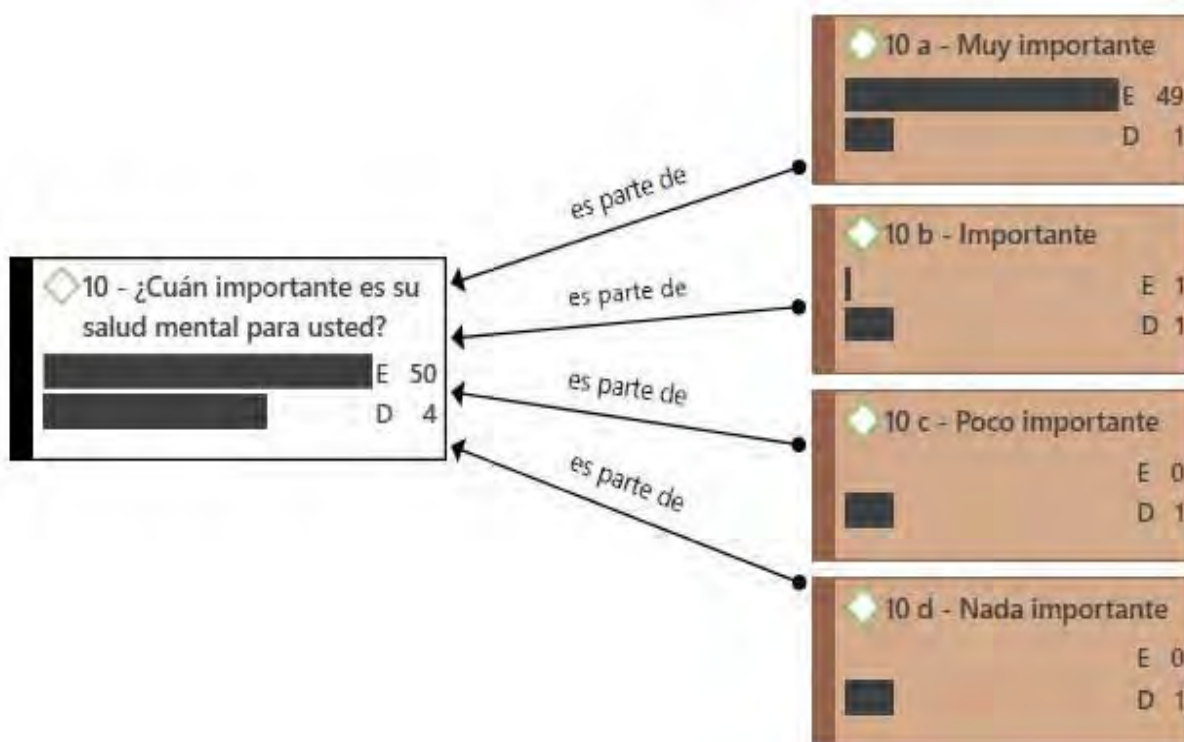 10 - ¿Cuán importante es su
salud mental para usted?
E 50
D 4
es parte de
es parte de
es parte de
es parte de
10 a - Muy importante
E 49
D 1
10 b - Importante
E 1
D 1
10 c - Poco importante
E 0
D 1
10 d - Nada importante
E 0
D 1